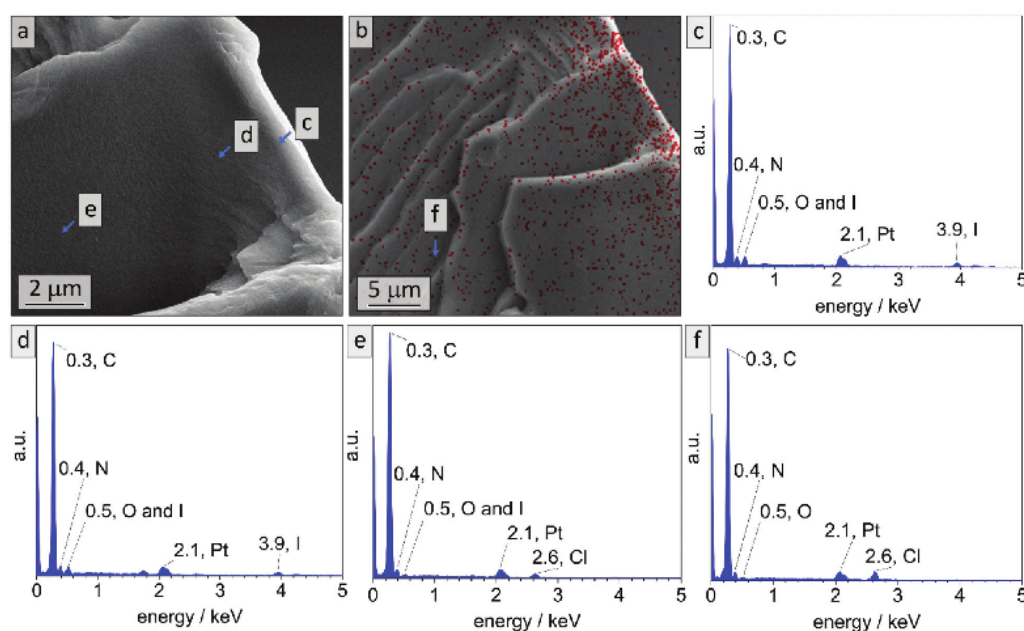 a
d
c
e
2 μm
b
f
5 μm
c
0.3, C
0.4, N
0.5, O and I
2.1, Pt
3.9, I
a.u.
0 1 2 3 4 5
energy / keV
d
0.3, C
0.4, N
0.5, O and I
2.1, Pt
3.9, I
a.u.
0 1 2 3 4 5
energy / keV
e
0.3, C
0.4, N
0.5, O and I
2.1, Pt
2.6, Cl
a.u.
0 1 2 3 4 5
energy / keV
f
0.3, C
0.4, N
0.5, O
2.1, Pt
2.6, Cl
a.u.
0 1 2 3 4 5
energy / keV